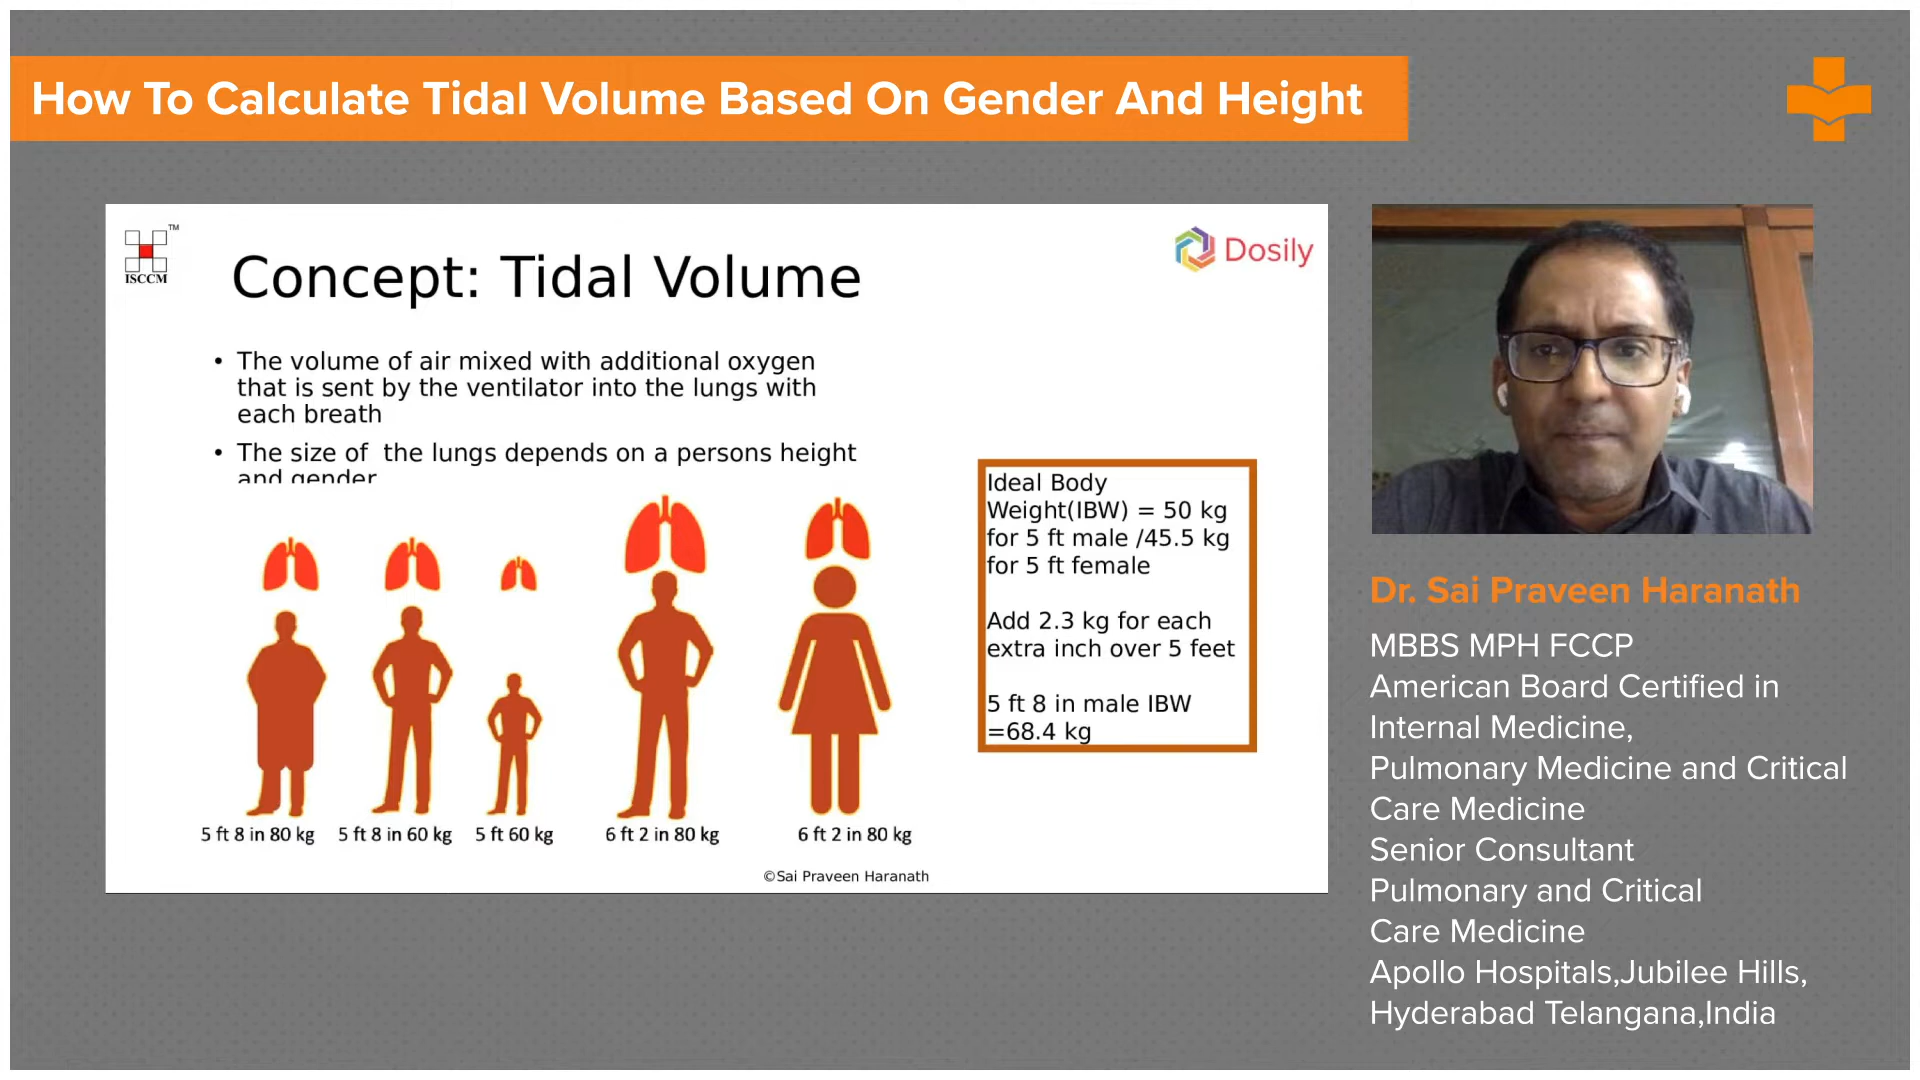 How To Calculate Tidal Volume Based On Gender And Height
TM
ISCCM
Dosily
Concept: Tidal Volume
• The volume of air mixed with additional oxygen
that is sent by the ventilator into the lungs with
each breath
• The size of  the lungs depends on a persons height
and gender
Ideal Body
Weight(IBW) = 50 kg
for 5 ft male /45.5 kg
for 5 ft female
Add 2.3 kg for each
extra inch over 5 feet
5 ft 8 in male IBW
=68.4 kg
5 ft 8 in 80 kg
5 ft 8 in 60 kg
5 ft 60 kg
6 ft 2 in 80 kg
6 ft 2 in 80 kg
©Sai Praveen Haranath
Dr. Sai Praveen Haranath
MBBS MPH FCCP
American Board Certified in
Internal Medicine,
Pulmonary Medicine and Critical
Care Medicine
Senior Consultant
Pulmonary and Critical
Care Medicine
Apollo Hospitals,Jubilee Hills,
Hyderabad Telangana,India